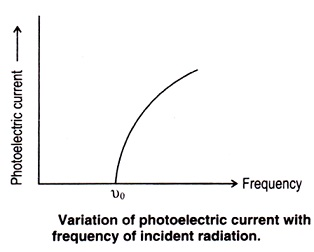 Photoelectric current
υ₀
Frequency
Variation of photoelectric current with
frequency of incident radiation.